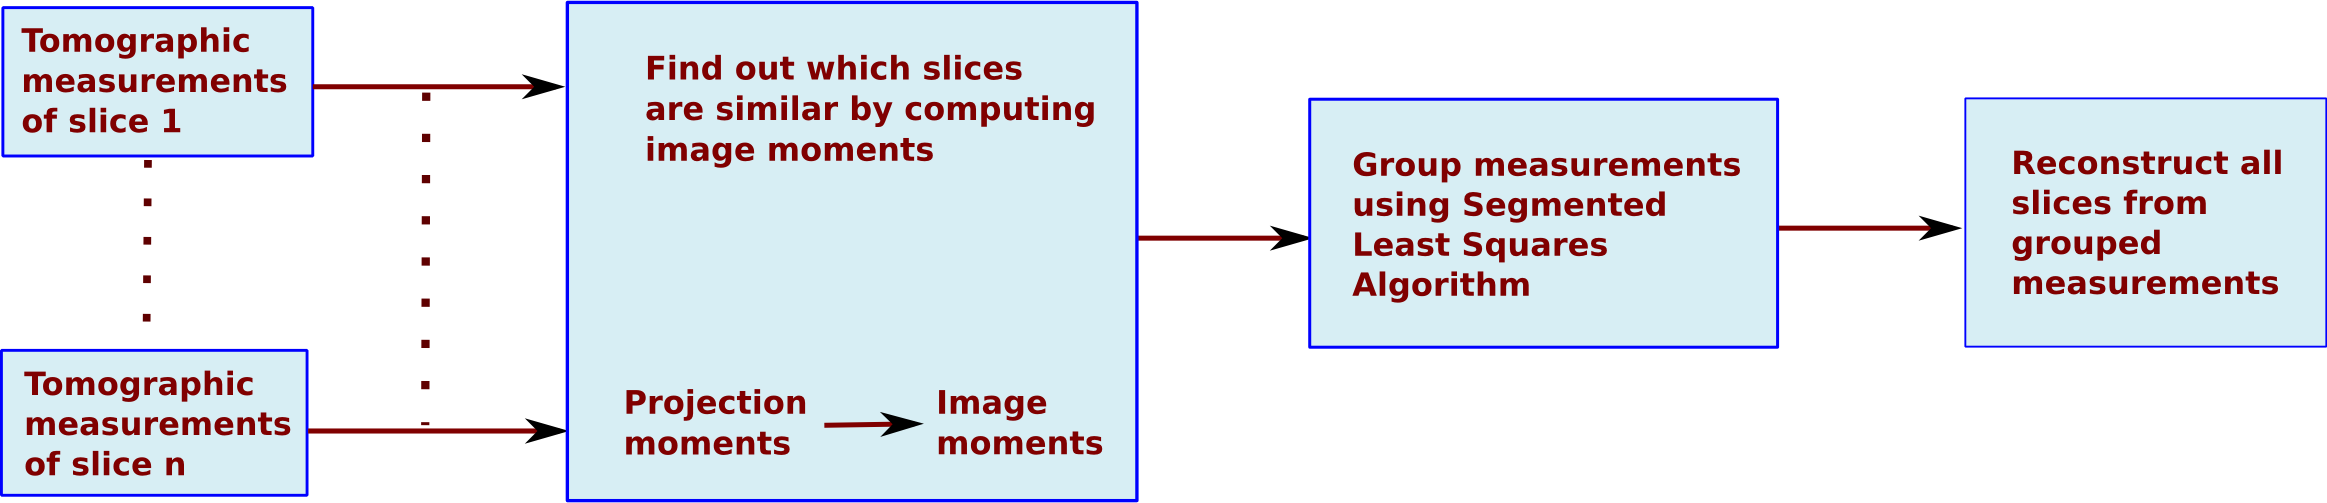 Tomographic
measurements
of slice 1
Tomographic
measurements
of slice n
Find out which slices
are similar by computing
image moments
Projection
moments
Image
moments
Group measurements
using Segmented
Least Squares
Algorithm
Reconstruct all
slices from
grouped
measurements